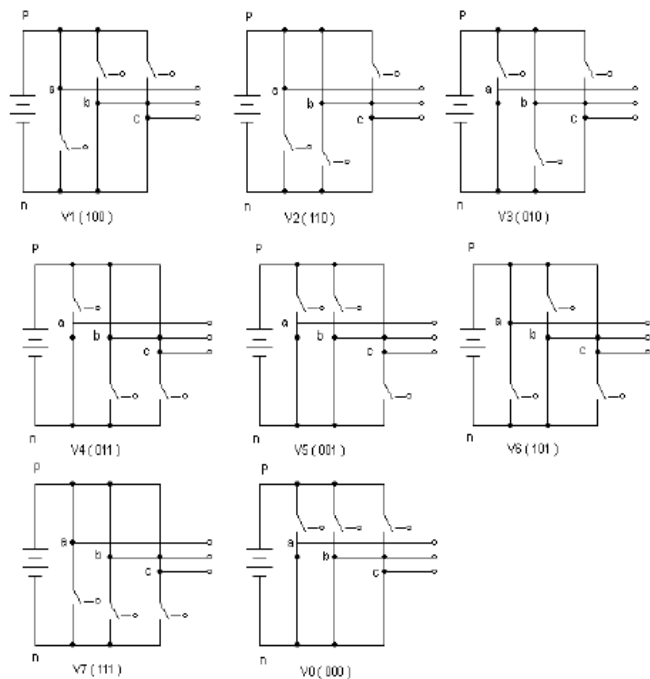 P P P
a a a
b b b
c c c
n n n
V1 (100) V2 (110) V3 (010)
P P P
a a a
b b b
c c c
n n n
V4 (011) V5 (001) V6 (101)
P P
a a
b b
c c
n n
V7 (111) V0 (000)